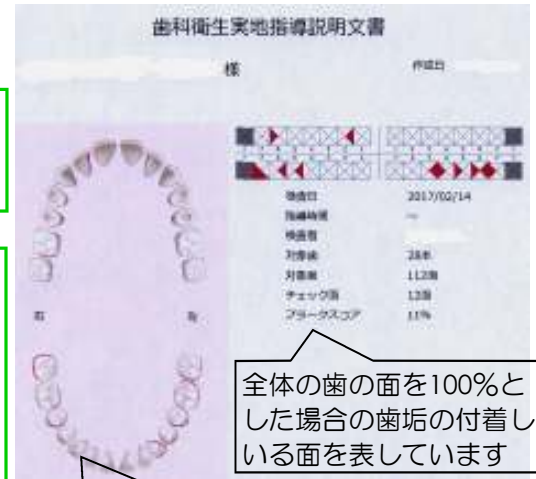 歯科衛生実地指導説明文書
様
作成日
検査日 2017/02/14
指導時間 ～
検査者
対象歯 28本
対象面 112面
チェック面 12面
プラークスコア 11%
右
全体の歯の面を100%と
した場合の歯垢の付着し
いる面を表しています